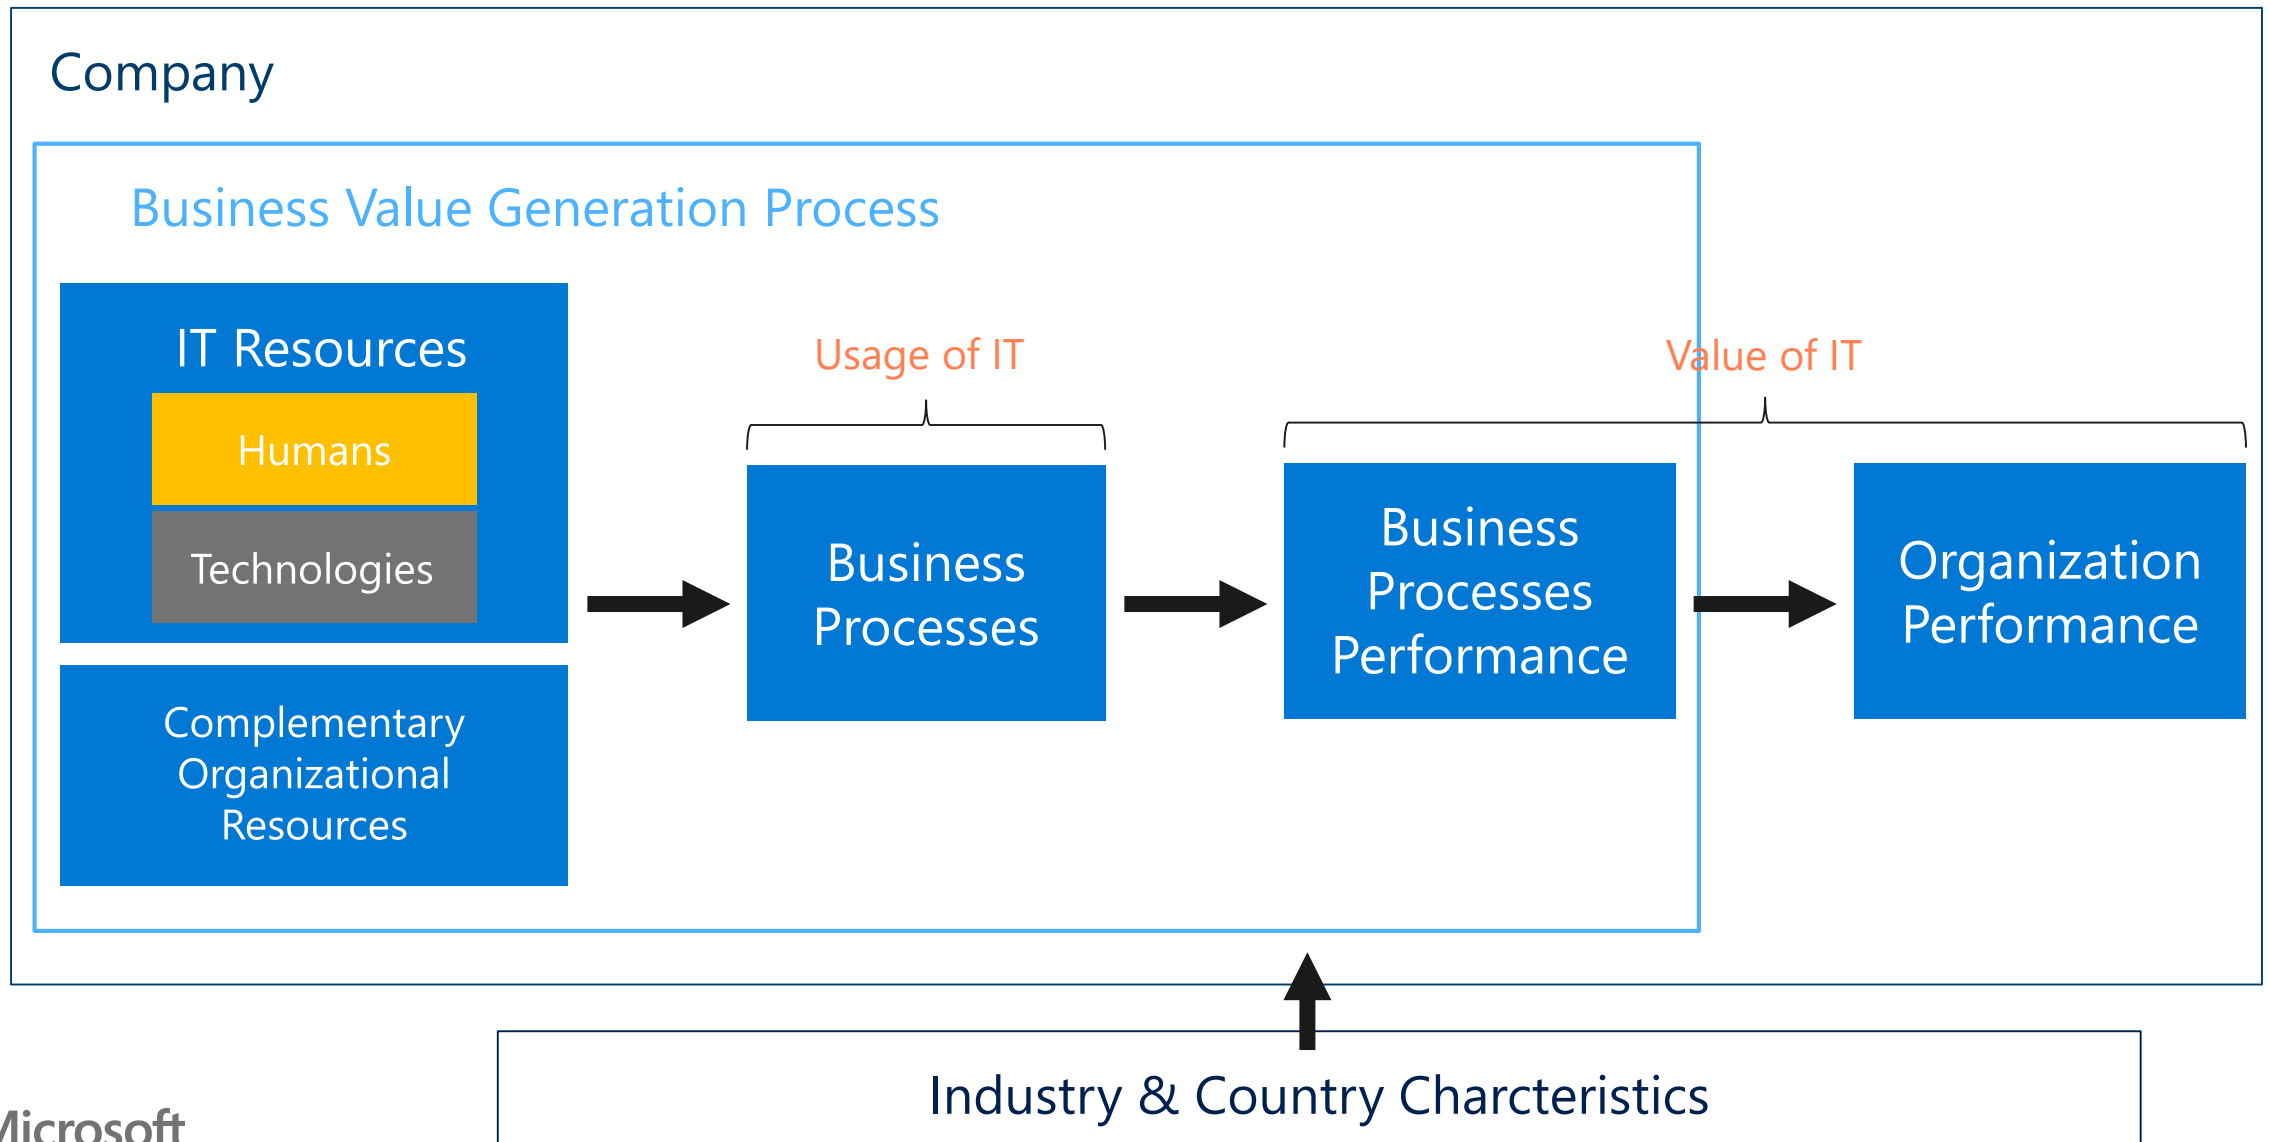 Company
Business Value Generation Process
IT Resources
Humans
Technologies
Complementary
Organizational
Resources
Usage of IT
Business
Processes
Value of IT
Business
Processes
Performance
Organization
Performance
Industry & Country Charcteristics
Microsoft